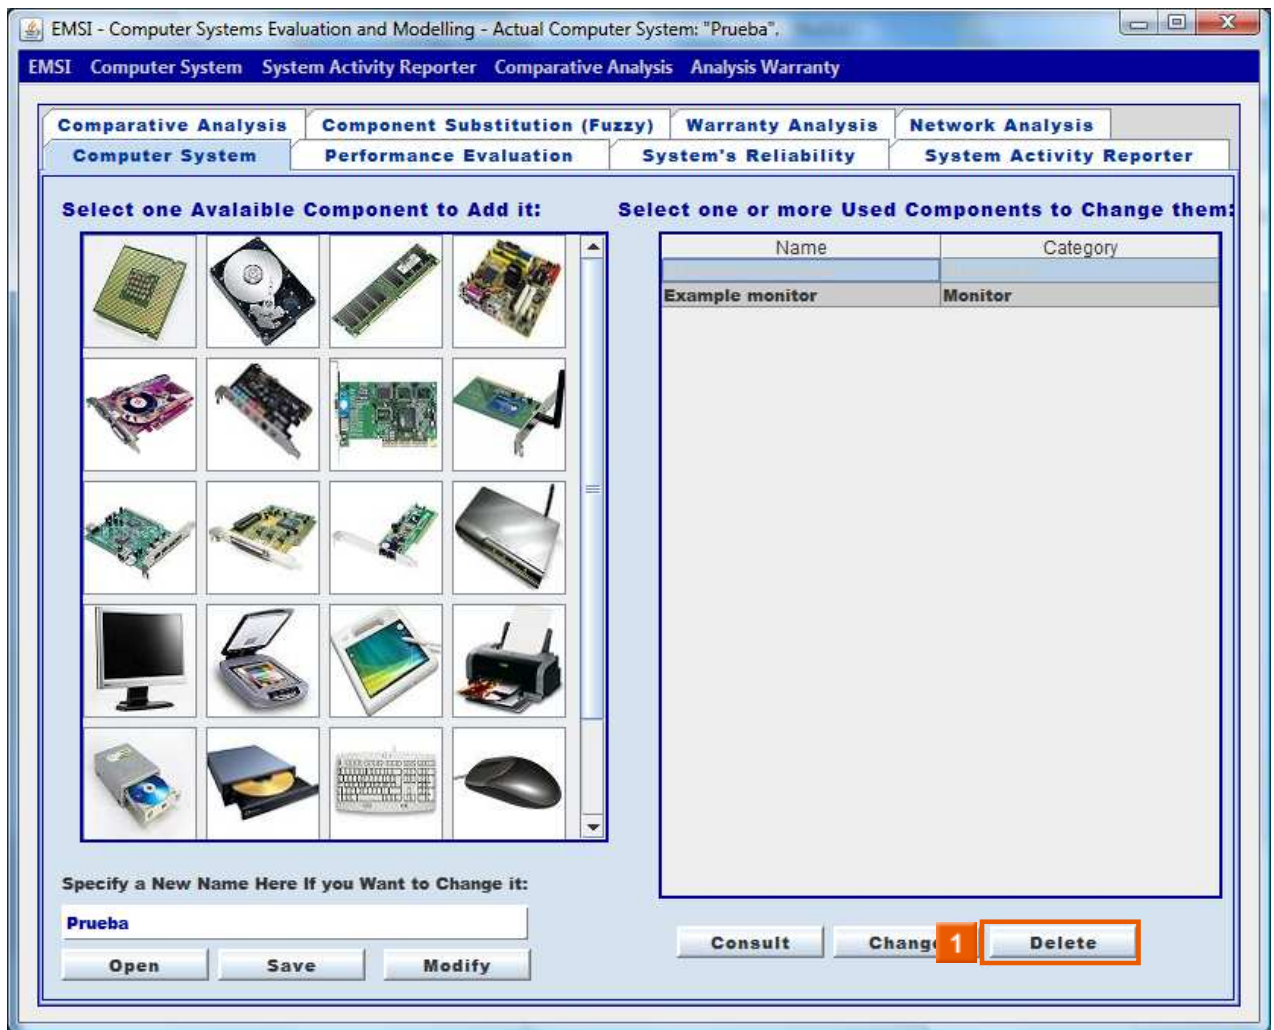 EMSI - Computer Systems Evaluation and Modelling - Actual Computer System: "Prueba".
EMSI Computer System System Activity Reporter Comparative Analysis Analysis Warranty
Comparative Analysis Component Substitution (Fuzzy) Warranty Analysis Network Analysis
Computer System Performance Evaluation System's Reliability System Activity Reporter
Select one Avalaible Component to Add it: Select one or more Used Components to Change them:
Name Category
Example monitor Monitor
Specify a New Name Here If you Want to Change it:
Prueba
Consult Change 1 Delete
Open Save Modify